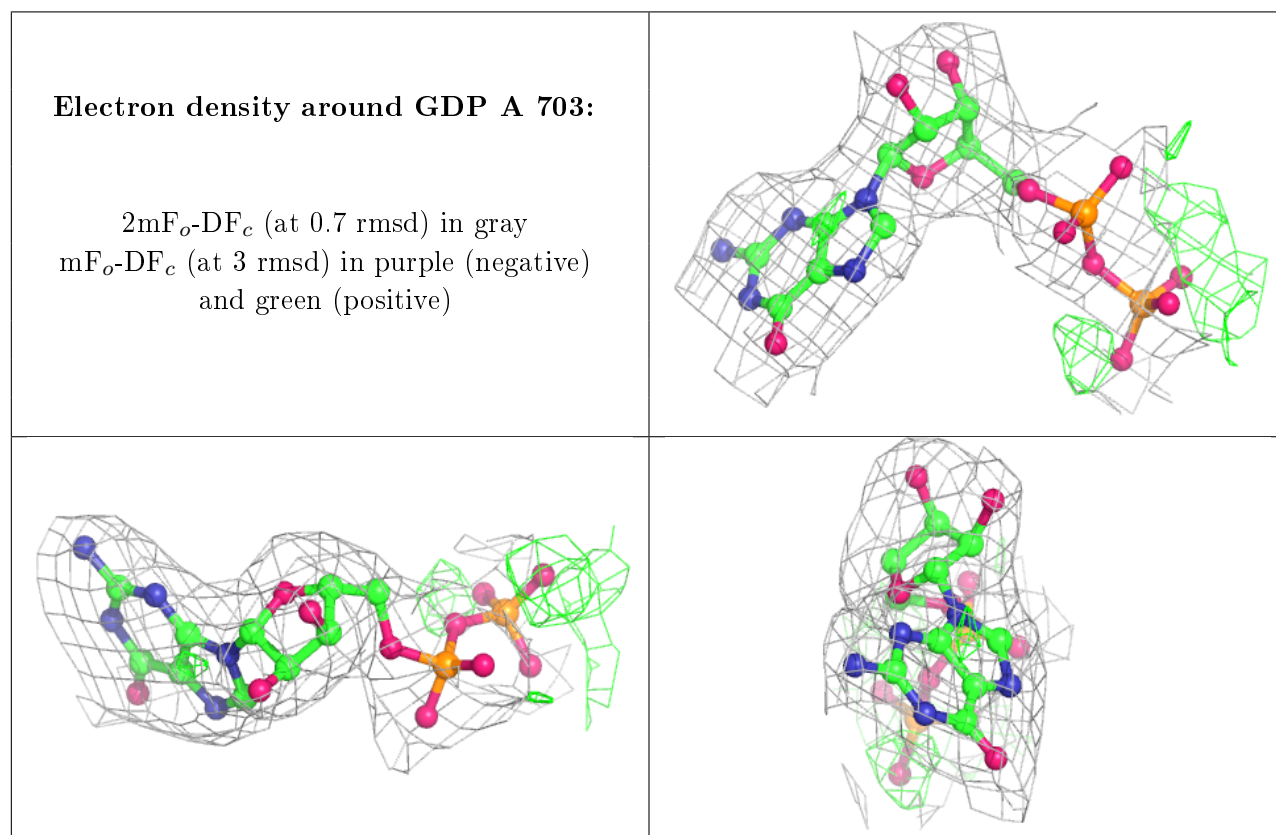 Electron density around GDP A 703:
2mFo-DFc (at 0.7 rmsd) in gray
mFo-DFc (at 3 rmsd) in purple (negative)
and green (positive)